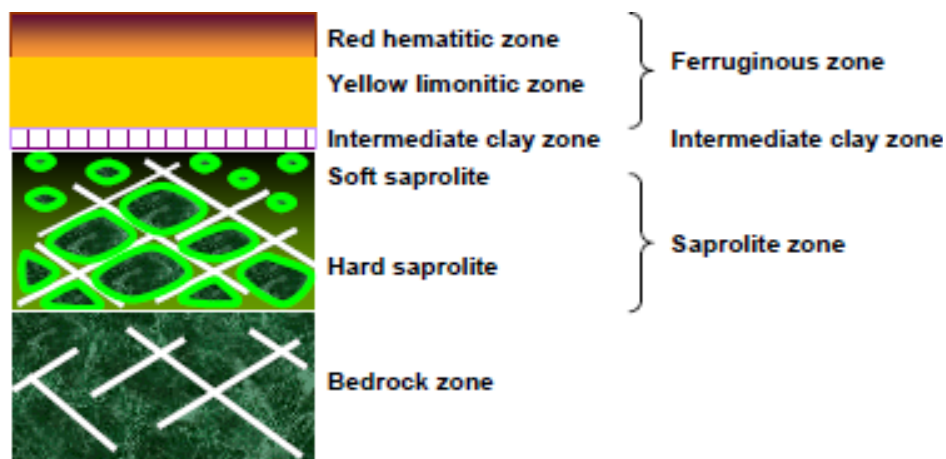 Red hematitic zone
Yellow limonitic zone
Ferruginous zone
Intermediate clay zone
Intermediate clay zone
Soft saprolite
Hard saprolite
Saprolite zone
Bedrock zone